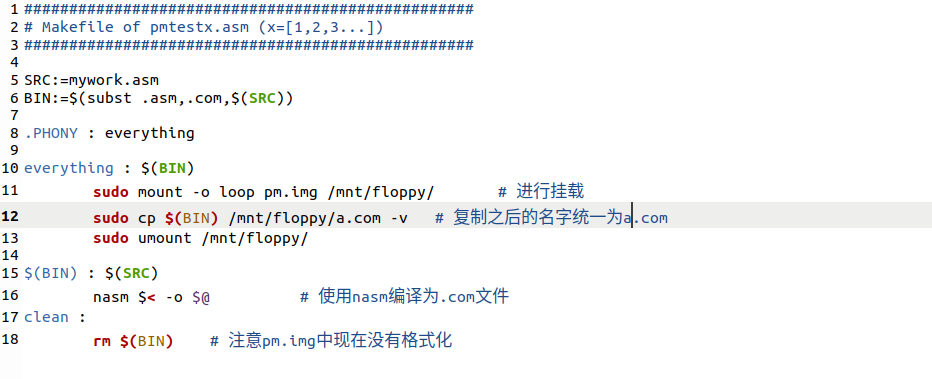 1 ##################################################
2 # Makefile of pmtestx.asm (x=[1,2,3...])
3 ##################################################
4
5 SRC:=mywork.asm
6 BIN:=$(subst .asm,.com,$(SRC))
7
8 .PHONY : everything
9
10 everything : $(BIN)
11 sudo mount -o loop pm.img /mnt/floppy/ # 进行挂载
12 sudo cp $(BIN) /mnt/floppy/a.com -v # 复制之后的名字统一为a.com
13 sudo umount /mnt/floppy/
14
15 $(BIN) : $(SRC)
16 nasm $< -o $@ # 使用nasm编译为.com文件
17 clean :
18 rm $(BIN) # 注意pm.img中现在没有格式化